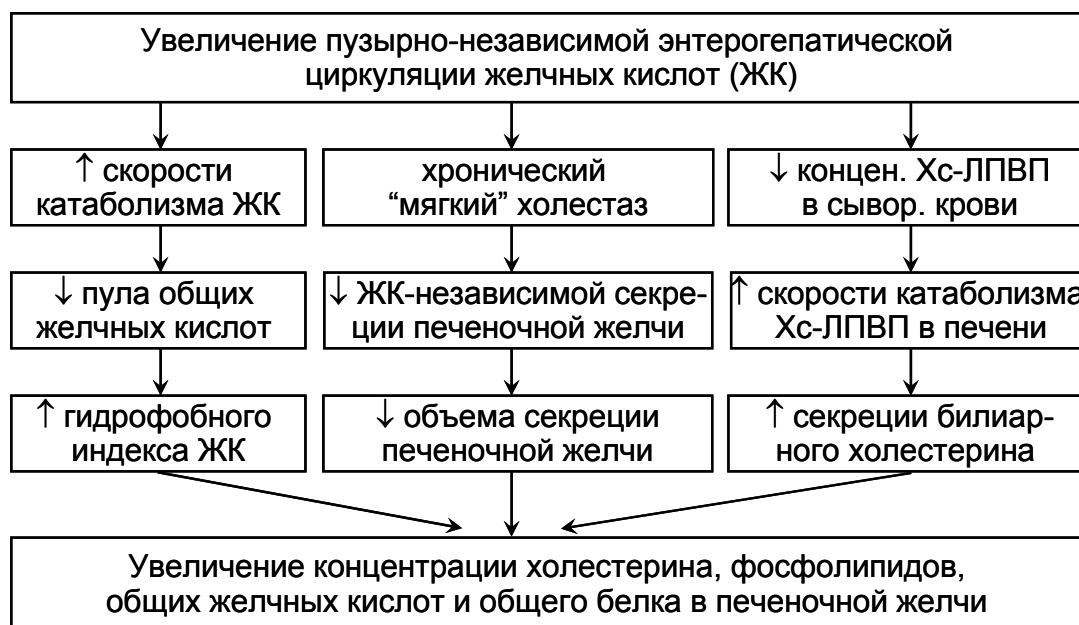 Увеличение пузырно-независимой энтерогепатической
циркуляции желчных кислот (ЖК)
↑ скорости
катаболизма ЖК
хронический
“мягкий” холестаз
↓ концен. Хс-ЛПВП
в сывор. крови
↓ пула общих
желчных кислот
↓ ЖК-независимой секре-
ции печеночной желчи
↑ скорости катаболизма
Хс-ЛПВП в печени
↑ гидрофобного
индекса ЖК
↓ объема секреции
печеночной желчи
↑ секреции билиар-
ного холестерина
Увеличение концентрации холестерина, фосфолипидов,
общих желчных кислот и общего белка в печеночной желчи